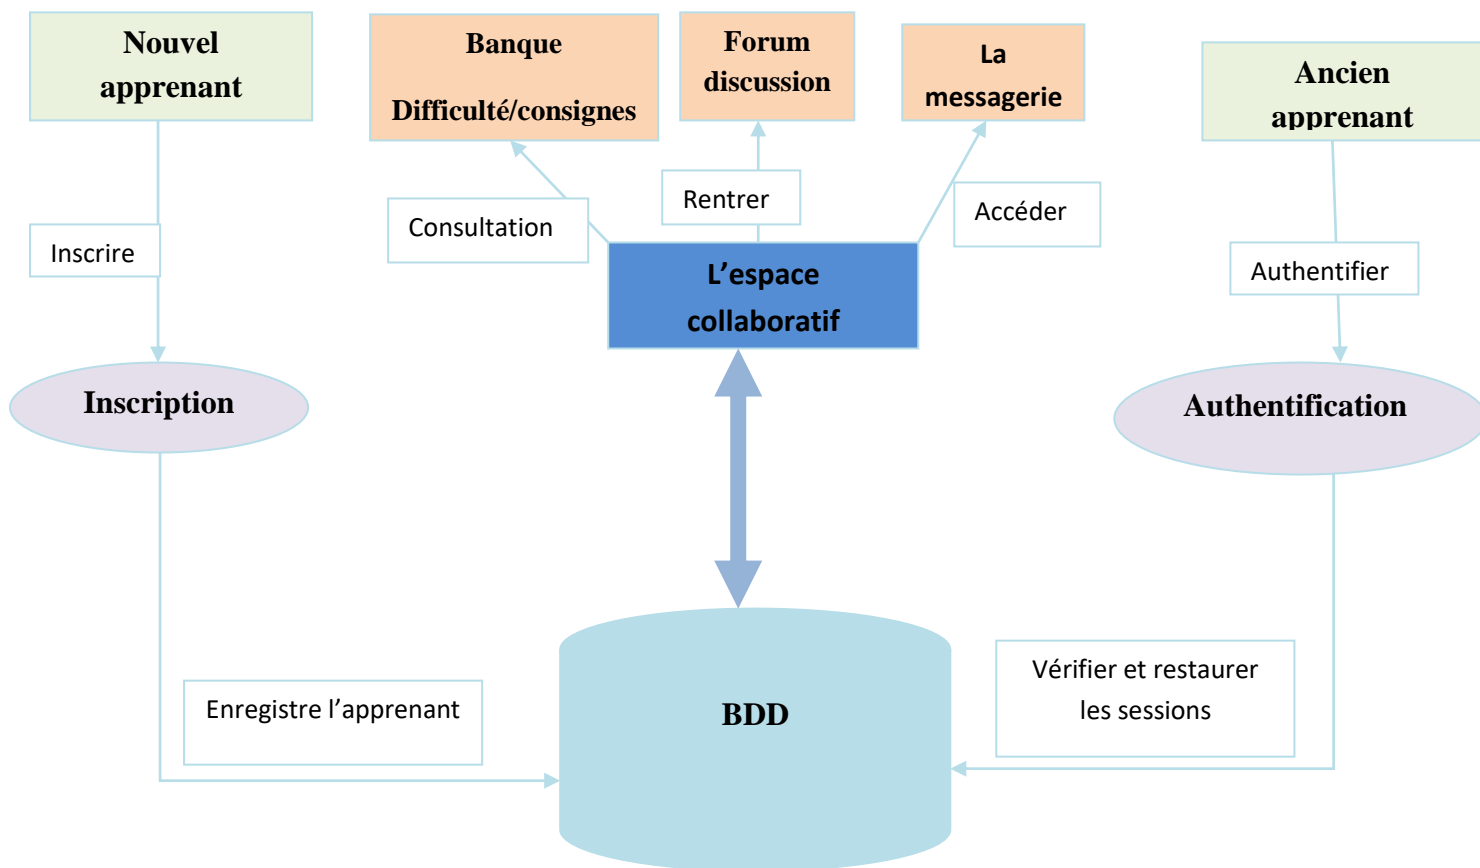 Nouvel
apprenant
Banque
Difficulté/consignes
Forum
discussion
La
messagerie
Ancien
apprenant
Inscrire
Consultation
Rentrer
Accéder
Authentifier
L’espace
collaboratif
Inscription
Authentification
Enregistre l’apprenant
BDD
Vérifier et restaurer
les sessions